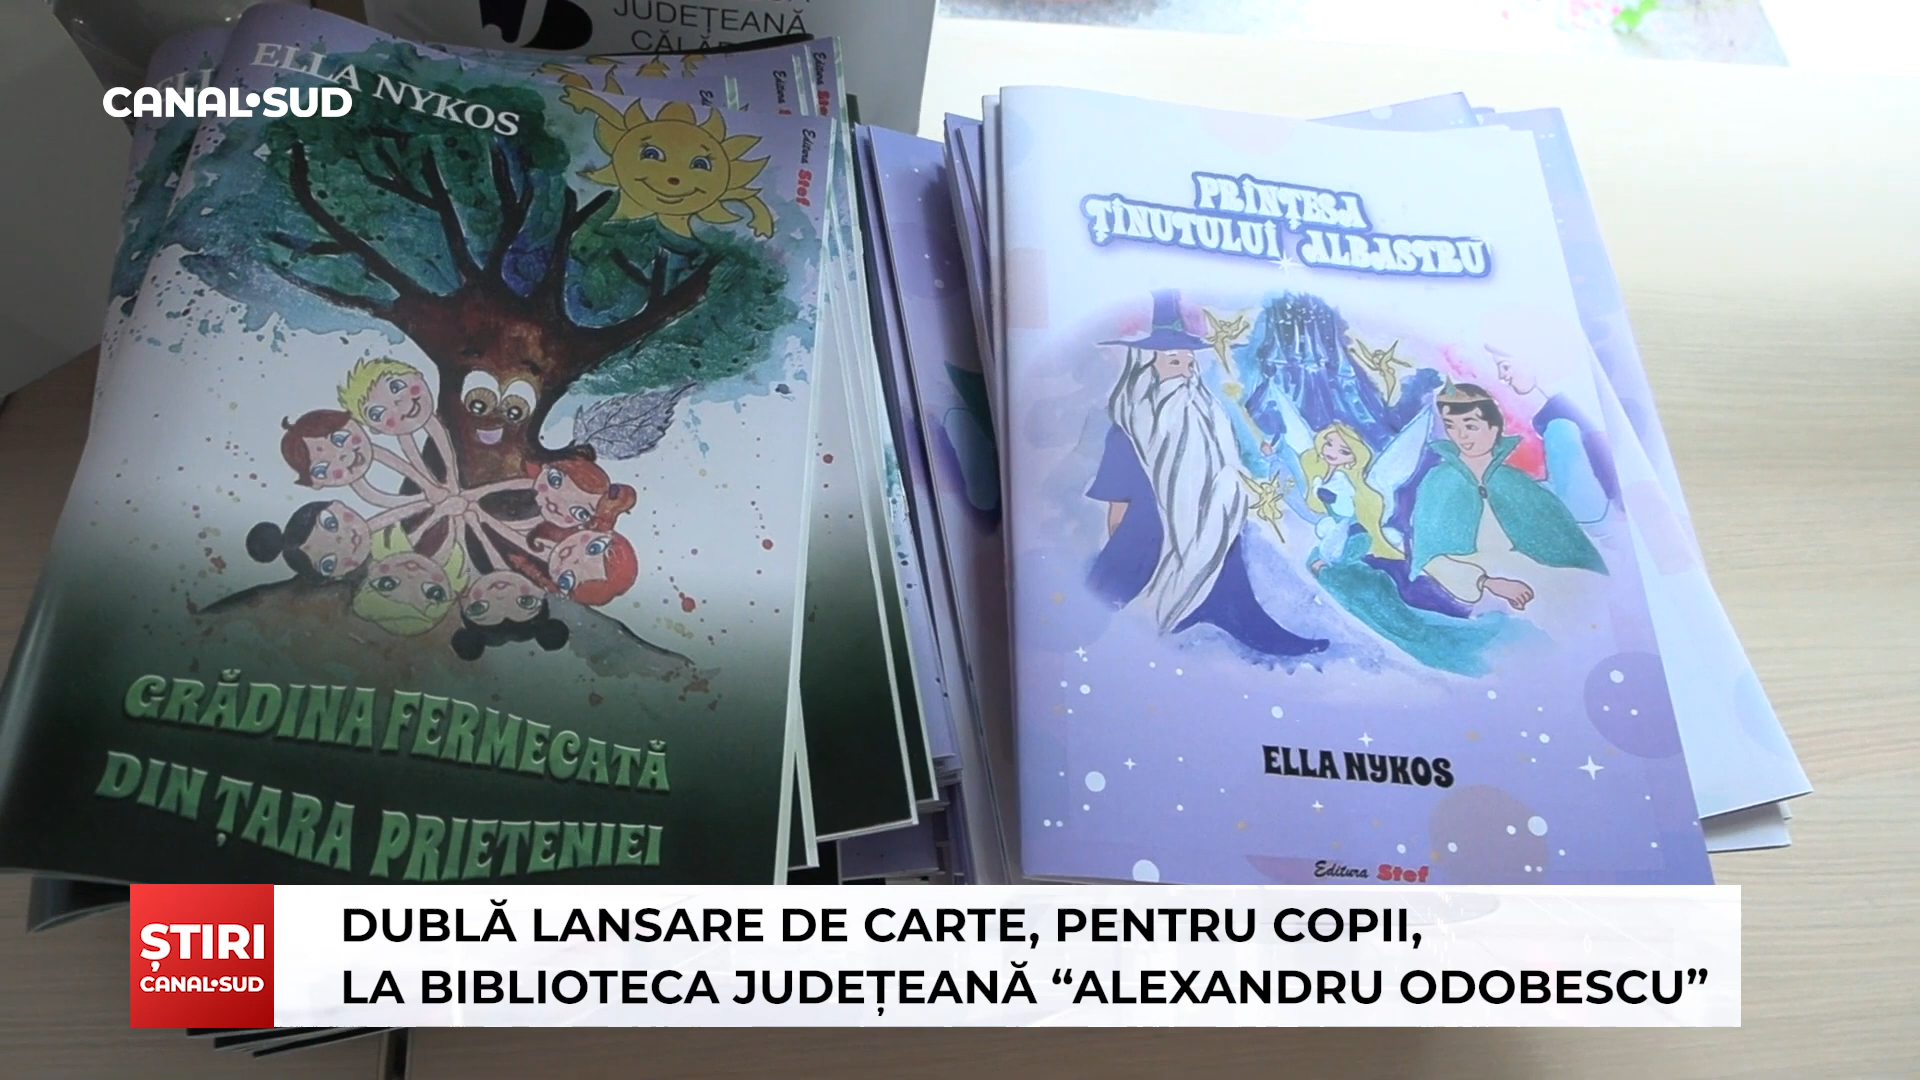 JUDEȚEANĂ
CANAL•SUD
ELLA NYKOS
Editura Stef
GRĂDINA FERMECATĂ
DIN ȚARA PRIETENIEI
PRINȚESA
ȚINUTULUI ALBASTRU
ELLA NYKOS
Editura Stef
ȘTIRI
CANAL•SUD
DUBLĂ LANSARE DE CARTE, PENTRU COPII,
LA BIBLIOTECA JUDEȚEANĂ “ALEXANDRU ODOBESCU”